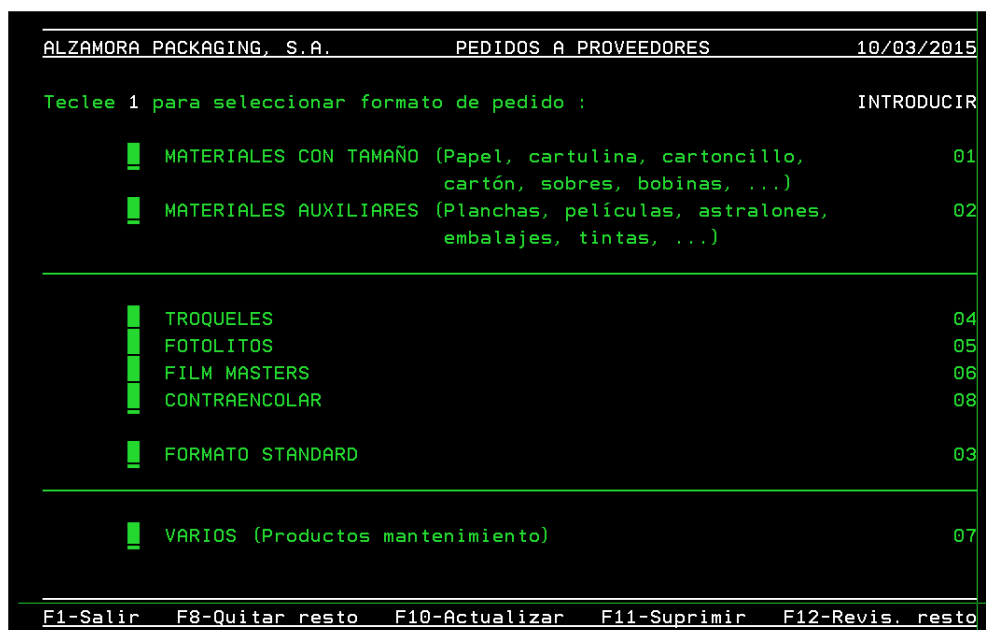 ALZAMORA PACKAGING, S.A. PEDIDOS A PROVEEDORES 10/03/2015
Teclee 1 para seleccionar formato de pedido : INTRODUCIR
MATERIALES CON TAMAÑO (Papel, cartulina, cartoncillo, 01
cartón, sobres, bobinas, ...)
MATERIALES AUXILIARES (Planchas, películas, astralones, 02
embalajes, tintas, ...)
TROQUELES 04
FOTOLITOS 05
FILM MASTERS 06
CONTRAENCOLAR 08
FORMATO STANDARD 03
VARIOS (Productos mantenimiento) 07
F1-Salir F8-Quitar resto F10-Actualizar F11-Suprimir F12-Revis. resto